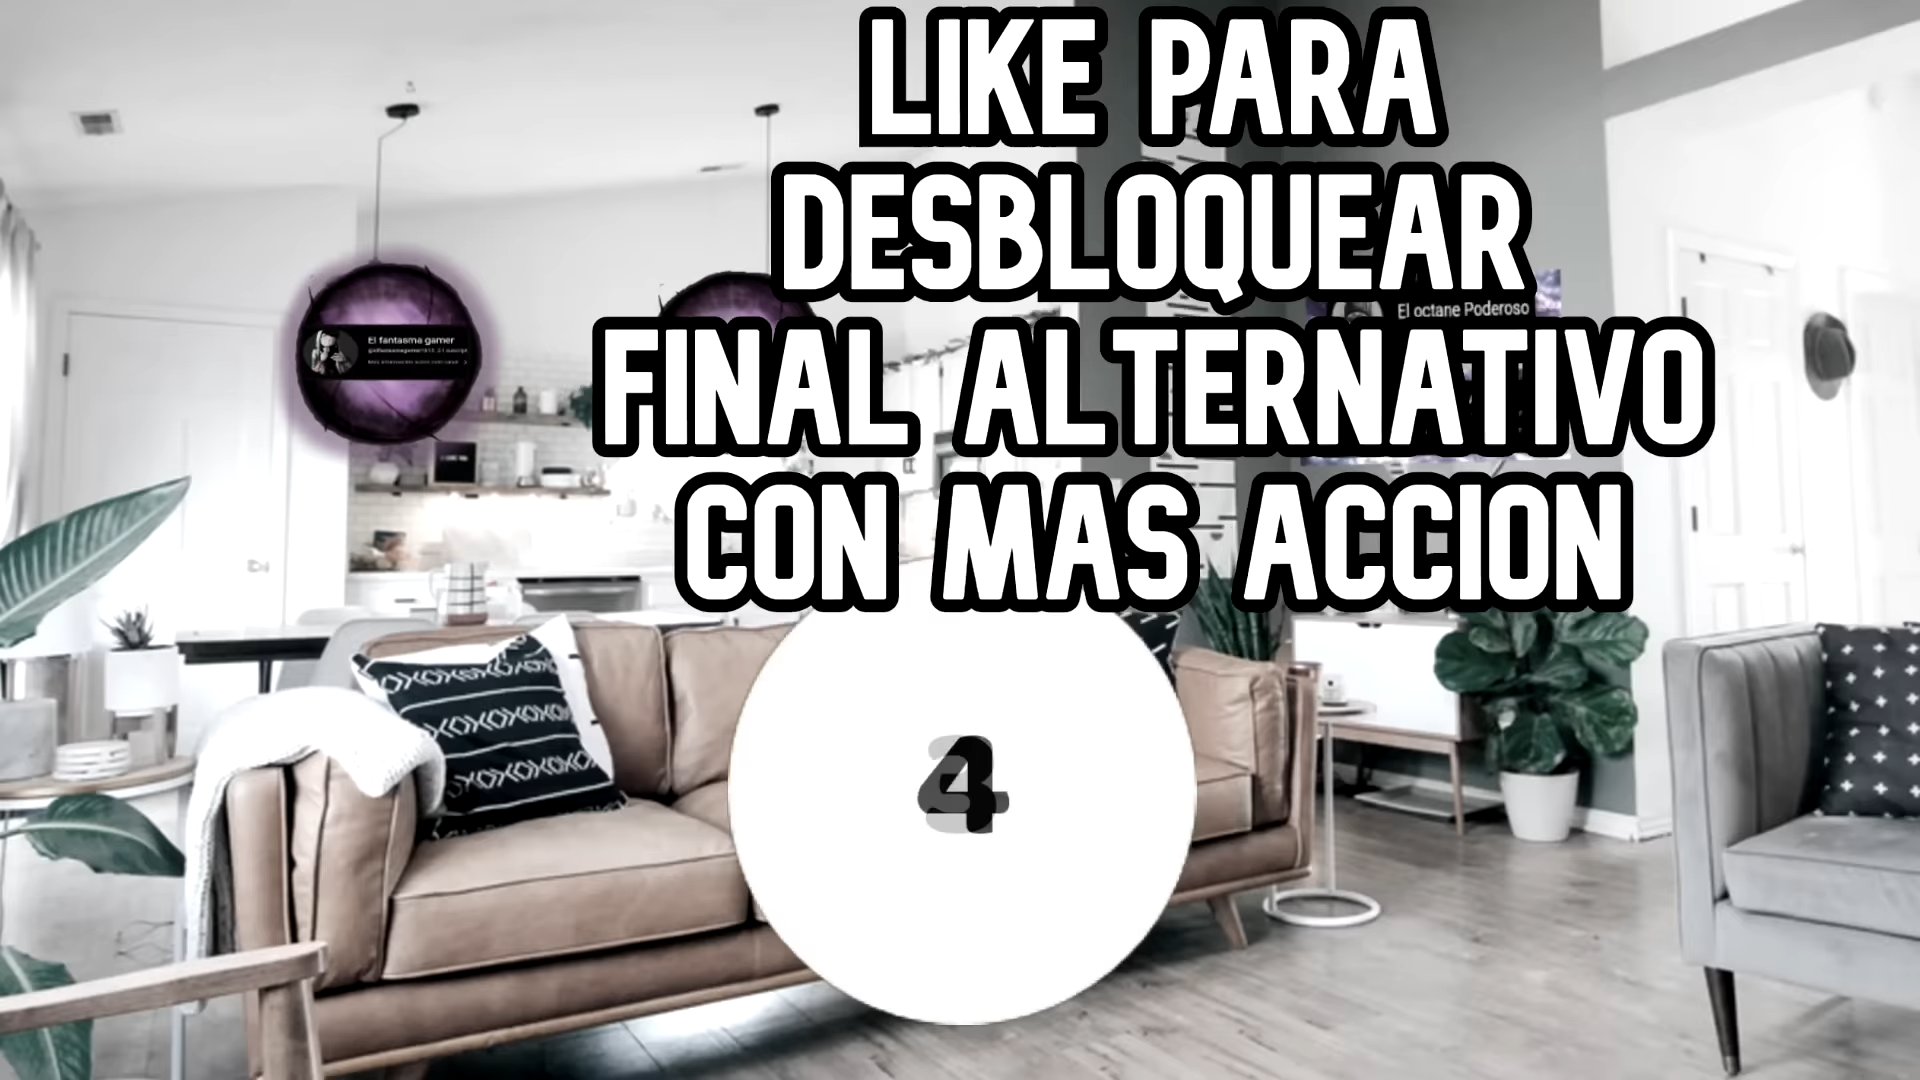 LIKE PARA
DESBLOQUEAR
FINAL ALTERNATIVO
CON MAS ACCION
El octane Poderoso
El fantasma gamer
4